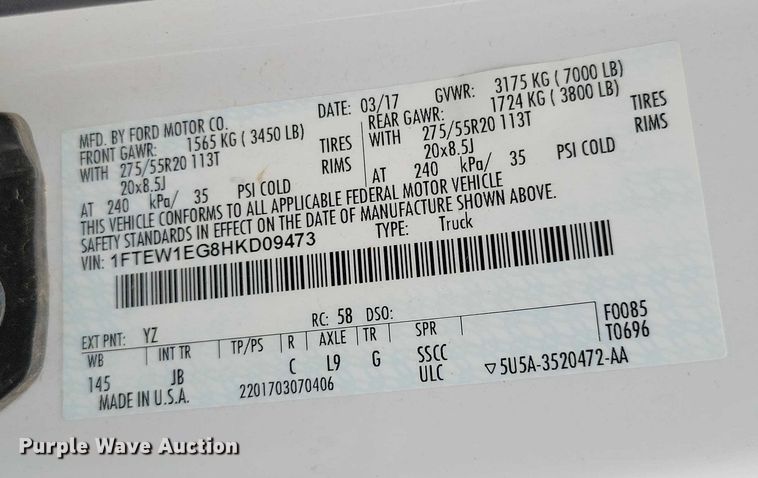 MFD. BY FORD MOTOR CO.
DATE: 03/17 GVWR: 3175 KG ( 7000 LB)
FRONT GAWR: 1565 KG ( 3450 LB) REAR GAWR: 1724 KG ( 3800 LB)
WITH 275/55R20 113T TIRES WITH 275/55R20 113T TIRES
20x8.5J RIMS 20x8.5J RIMS
AT 240 kPa/ 35 PSI COLD AT 240 kPa/ 35 PSI COLD
THIS VEHICLE CONFORMS TO ALL APPLICABLE FEDERAL MOTOR VEHICLE
SAFETY STANDARDS IN EFFECT ON THE DATE OF MANUFACTURE SHOWN ABOVE.
VIN: 1FTEW1EG8HKD09473 TYPE: Truck
EXT PNT: YZ RC: 58 DSO: F0085
WB INT TR TP/PS R AXLE TR SPR T0696
145 JB C L9 G SSCC
ULC ▽5U5A-3520472-AA
MADE IN U.S.A. 2201703070406
Purple Wave Auction